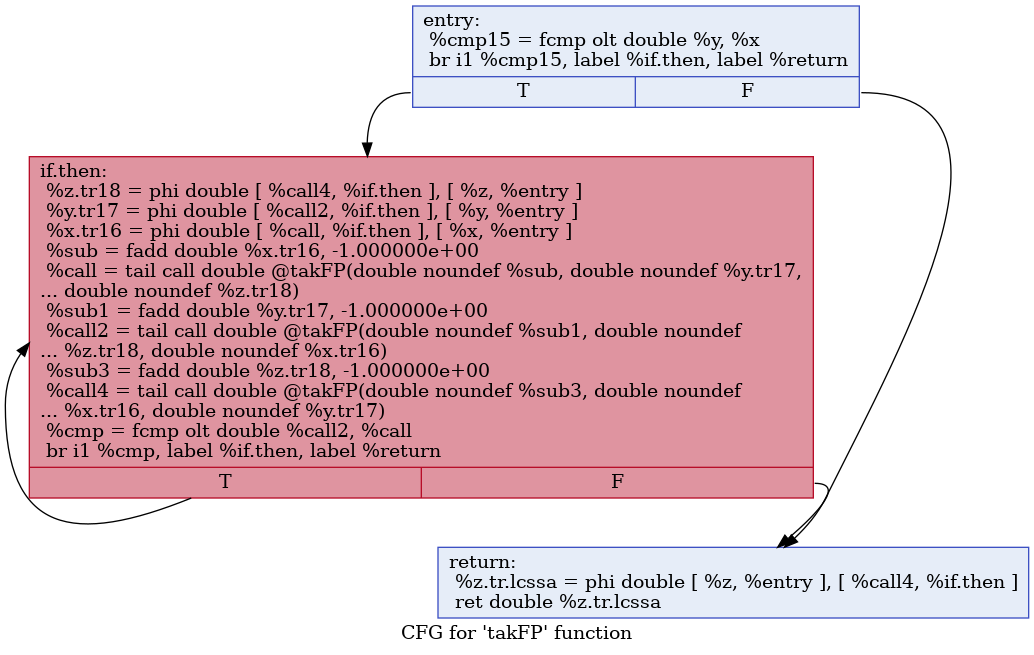 entry:
%cmp15 = fcmp olt double %y, %x
br i1 %cmp15, label %if.then, label %return
T F
if.then:
%z.tr18 = phi double [ %call4, %if.then ], [ %z, %entry ]
%y.tr17 = phi double [ %call2, %if.then ], [ %y, %entry ]
%x.tr16 = phi double [ %call, %if.then ], [ %x, %entry ]
%sub = fadd double %x.tr16, -1.000000e+00
%call = tail call double @takFP(double noundef %sub, double noundef %y.tr17,
... double noundef %z.tr18)
%sub1 = fadd double %y.tr17, -1.000000e+00
%call2 = tail call double @takFP(double noundef %sub1, double noundef
... %z.tr18, double noundef %x.tr16)
%sub3 = fadd double %z.tr18, -1.000000e+00
%call4 = tail call double @takFP(double noundef %sub3, double noundef
... %x.tr16, double noundef %y.tr17)
%cmp = fcmp olt double %call2, %call
br i1 %cmp, label %if.then, label %return
T F
return:
%z.tr.lcssa = phi double [ %z, %entry ], [ %call4, %if.then ]
ret double %z.tr.lcssa
CFG for 'takFP' function